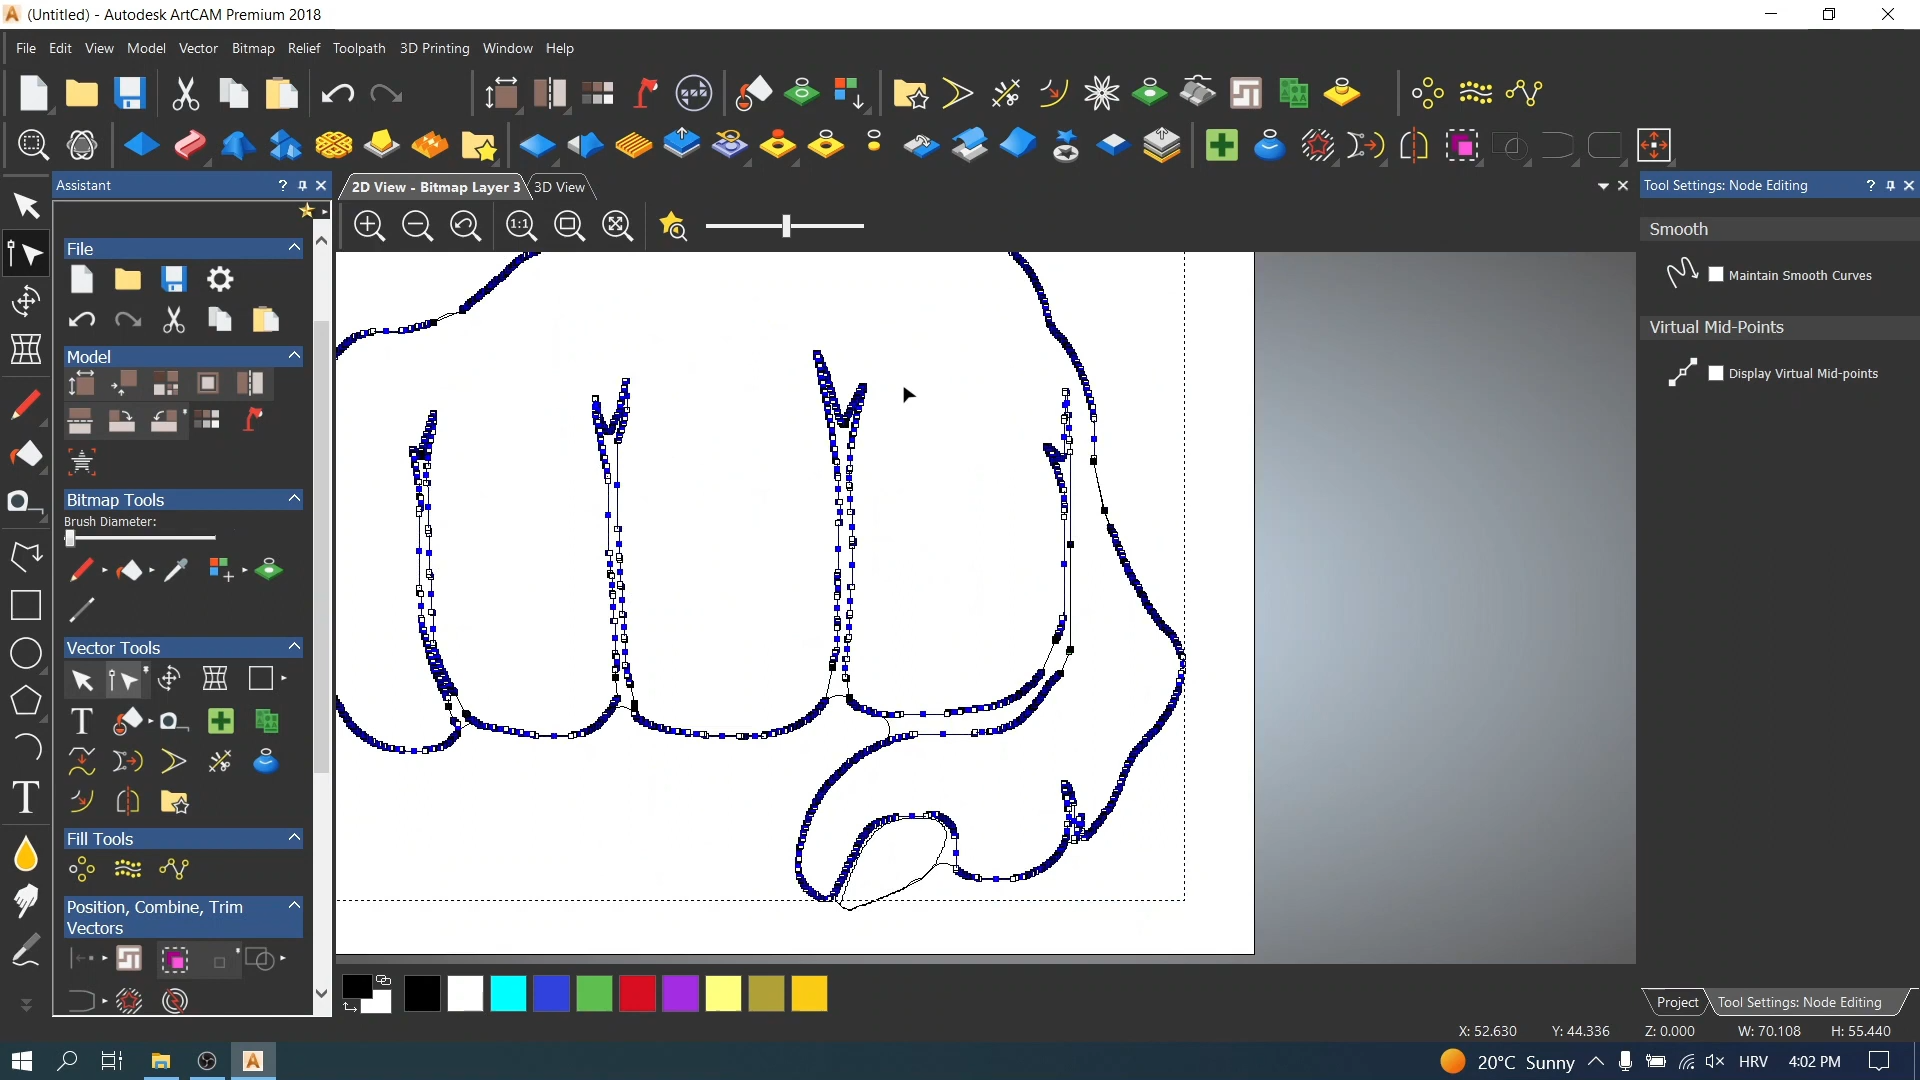 (Untitled) - Autodesk ArtCAM Premium 2018
File Edit View Model Vector Bitmap Relief Toolpath 3D Printing Window Help
Assistant
2D View - Bitmap Layer 3
3D View
Tool Settings: Node Editing
1:1
File
Model
Bitmap Tools
Brush Diameter:
Vector Tools
Fill Tools
Position, Combine, Trim
Vectors
Smooth
Maintain Smooth Curves
Virtual Mid-Points
Display Virtual Mid-points
Project
Tool Settings: Node Editing
X: 52.630 Y: 44.336 Z: 0.000 W: 70.108 H: 55.440
20°C Sunny HRV 4:02 PM